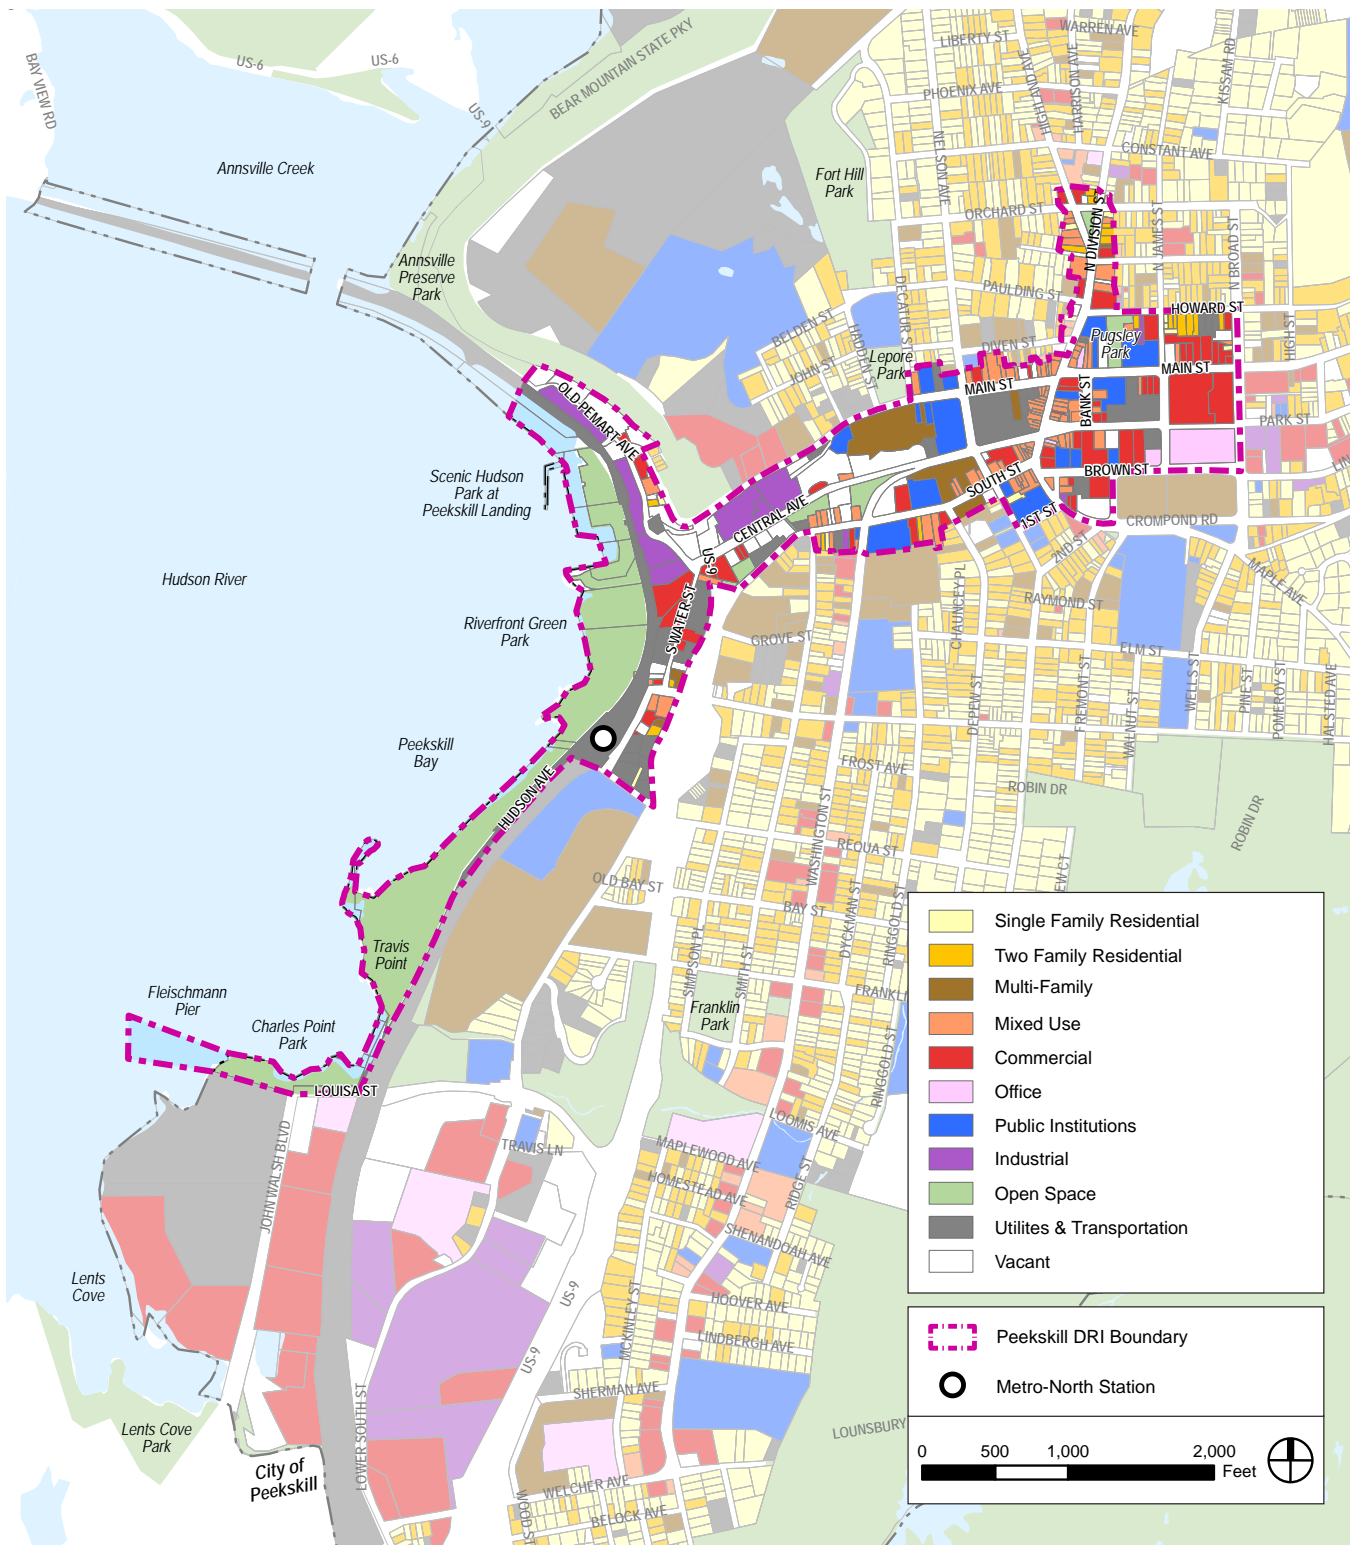 LIBERTY ST
WARREN AVE
BAY VIEW RD
US-6
US-6
BEAR MOUNTAIN STATE PKY
HIGHLAND AVE
HARRISON AVE
KISSAM RD
PHOENIX AVE
US-9
NELSON AVE
CONSTANT AVE
Annsville Creek
Fort Hill
Park
ORCHARD ST
N DIVISION ST
N JAMES ST
N BROAD ST
Annsville
Preserve
Park
DECATUR ST
PAULDING ST
HOWARD ST
BELDEN ST
HADDEN ST
JOHN ST
Lepore
Park
DIVEN ST
Pugsley
Park
HIGH ST
MAIN ST
MAIN ST
OLD PEMART AVE
BANK ST
PARK ST
BROWN ST
LIN
Scenic Hudson
Park at
Peekskill Landing
SOUTH ST
CENTRAL AVE
1ST ST
CROMPOND RD
2ND ST
US-6
Hudson River
CHAUNCEY PL
MAPLE AVE
RAYMOND ST
Riverfront Green
Park
S WATER ST
GROVE ST
ELM ST
DEPEW ST
FREMONT ST
WALNUT ST
WELLS ST
PINE ST
POMEROY ST
HALSTED AVE
Peekskill
Bay
FROST AVE
ROBIN DR
HUDSON AVE
WASHINGTON ST
ROBIN DR
REQUA ST
EW CT
OLD BAY ST
BAY ST
DYCKMAN ST
RINGGOLD ST
SIMPSON PL
SMITH ST
Travis
Point
Fleischmann
Pier
FRANKLI
Franklin
Park
Charles Point
Park
RINGGOLD ST
LOUISA ST
LOOMIS AVE
JOHN WALSH BLVD
TRAVIS LN
MAPLEWOOD AVE
HOMESTEAD AVE
RIDGE ST
SHENANDOAH AVE
Lents
Cove
US-9
HOOVER AVE
MCKINLEY ST
LINDBERGH AVE
US-9
SHERMAN AVE
LOWER SOUTH ST
LOUNSBURY
Lents Cove
Park
City of
Peekskill
WELCHER AVE
WOOD ST
BELOCK AVE
Single Family Residential
Two Family Residential
Multi-Family
Mixed Use
Commercial
Office
Public Institutions
Industrial
Open Space
Utilites & Transportation
Vacant
Peekskill DRI Boundary
Metro-North Station
0 500 1,000 2,000
Feet